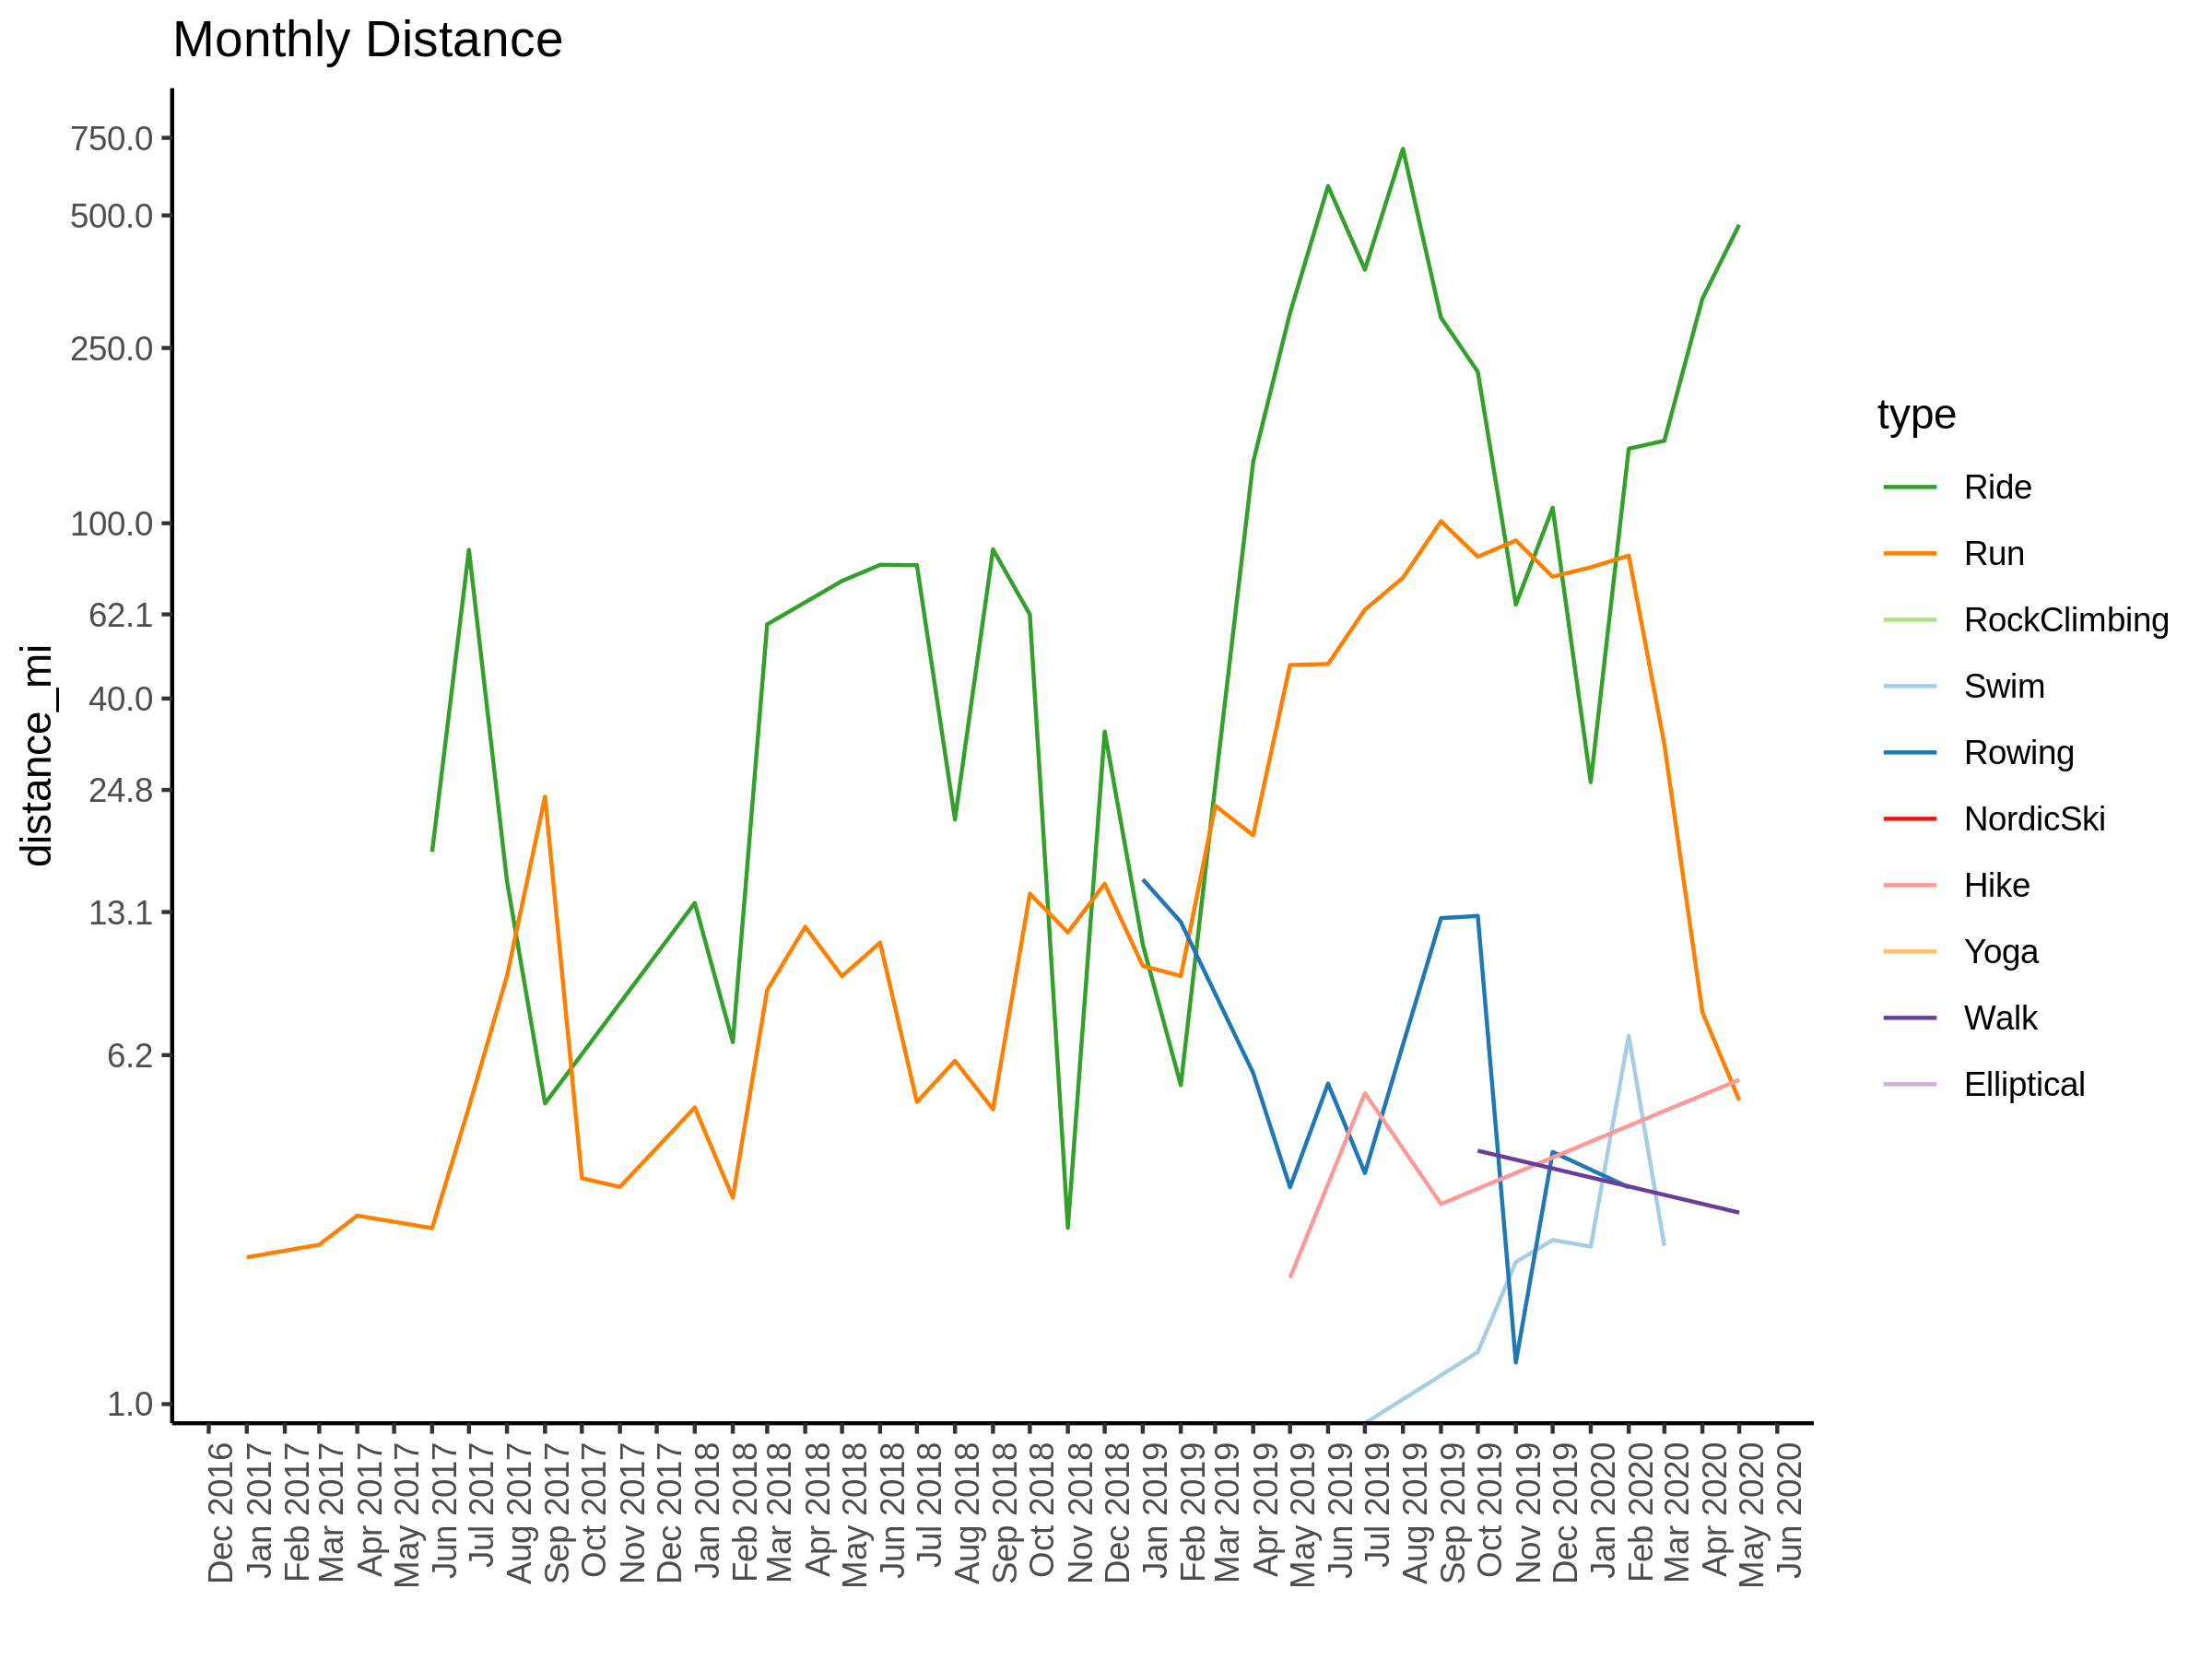 Monthly Distance
distance_mi
750.0
500.0
250.0
100.0
62.1
40.0
24.8
13.1
6.2
1.0
Dec 2016
Jan 2017
Feb 2017
Mar 2017
Apr 2017
May 2017
Jun 2017
Jul 2017
Aug 2017
Sep 2017
Oct 2017
Nov 2017
Dec 2017
Jan 2018
Feb 2018
Mar 2018
Apr 2018
May 2018
Jun 2018
Jul 2018
Aug 2018
Sep 2018
Oct 2018
Nov 2018
Dec 2018
Jan 2019
Feb 2019
Mar 2019
Apr 2019
May 2019
Jun 2019
Jul 2019
Aug 2019
Sep 2019
Oct 2019
Nov 2019
Dec 2019
Jan 2020
Feb 2020
Mar 2020
Apr 2020
May 2020
Jun 2020
type
Ride
Run
RockClimbing
Swim
Rowing
NordicSki
Hike
Yoga
Walk
Elliptical